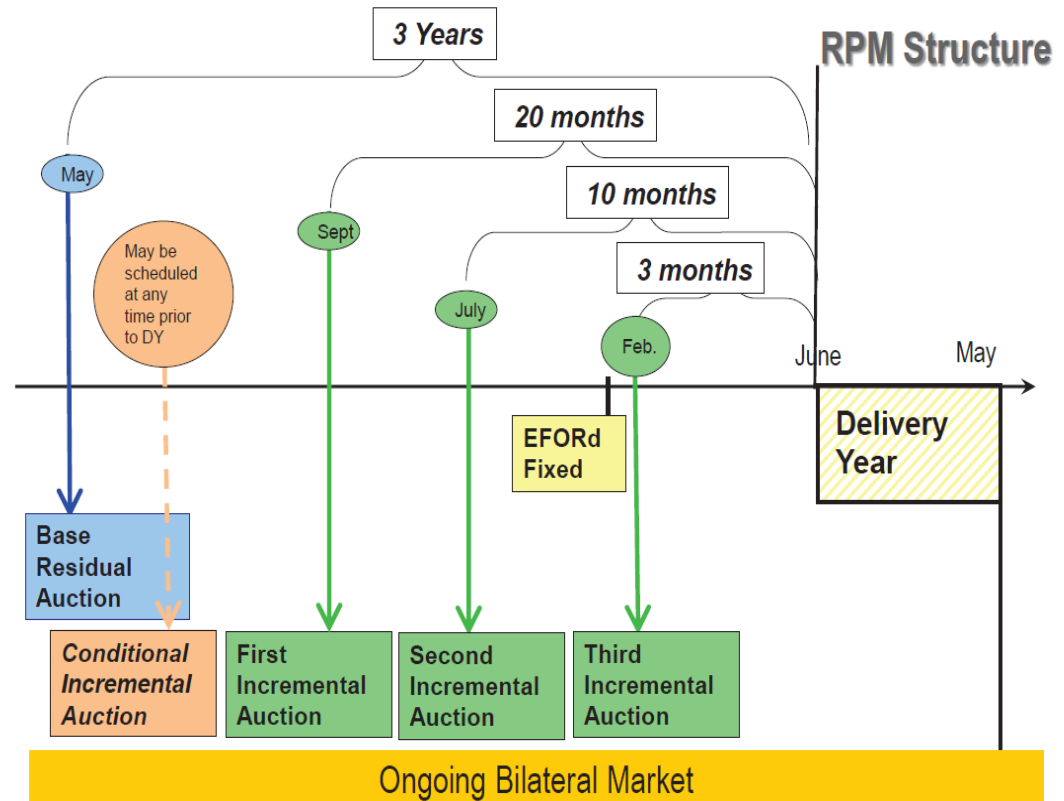 RPM Structure
3 Years
20 months
10 months
3 months
May
Sept
July
Feb.
May be
scheduled
at any
time prior
to DY
June
May
EFORd
Fixed
Delivery
Year
Base
Residual
Auction
Conditional
Incremental
Auction
First
Incremental
Auction
Second
Incremental
Auction
Third
Incremental
Auction
Ongoing Bilateral Market